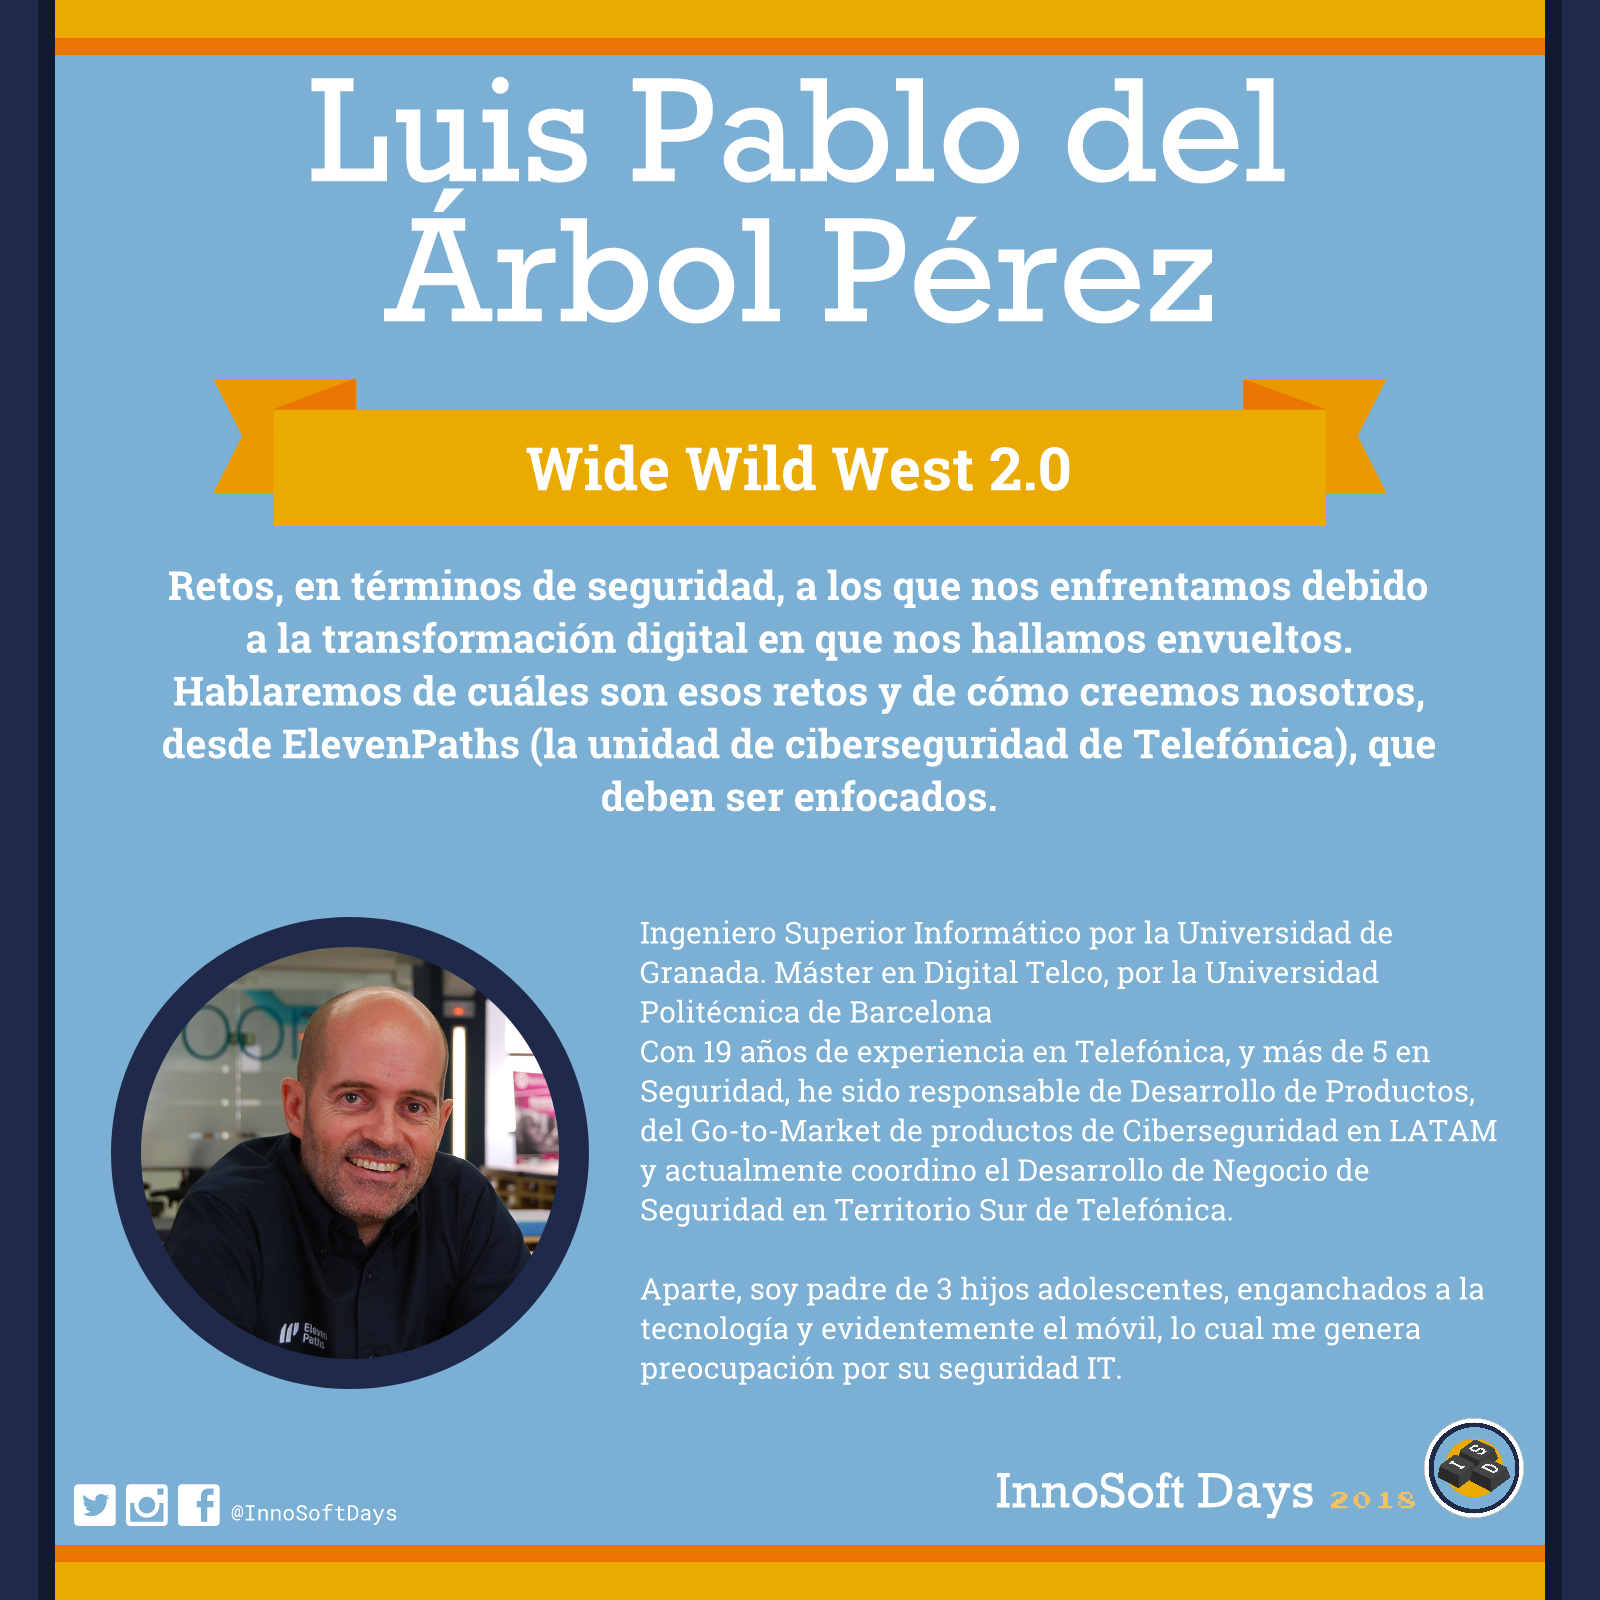 Luis Pablo del
Árbol Pérez
Wide Wild West 2.0
Retos, en términos de seguridad, a los que nos enfrentamos debido
a la transformación digital en que nos hallamos envueltos.
Hablaremos de cuáles son esos retos y de cómo creemos nosotros,
desde ElevenPaths (la unidad de ciberseguridad de Telefónica), que
deben ser enfocados.
Ingeniero Superior Informático por la Universidad de
Granada. Máster en Digital Telco, por la Universidad
Politécnica de Barcelona
Con 19 años de experiencia en Telefónica, y más de 5 en
Seguridad, he sido responsable de Desarrollo de Productos,
del Go-to-Market de productos de Ciberseguridad en LATAM
y actualmente coordino el Desarrollo de Negocio de
Seguridad en Territorio Sur de Telefónica.
Aparte, soy padre de 3 hijos adolescentes, enganchados a la
tecnología y evidentemente el móvil, lo cual me genera
preocupación por su seguridad IT.
Eleven
Paths
@InnoSoftDays
InnoSoft Days 2018
I S D